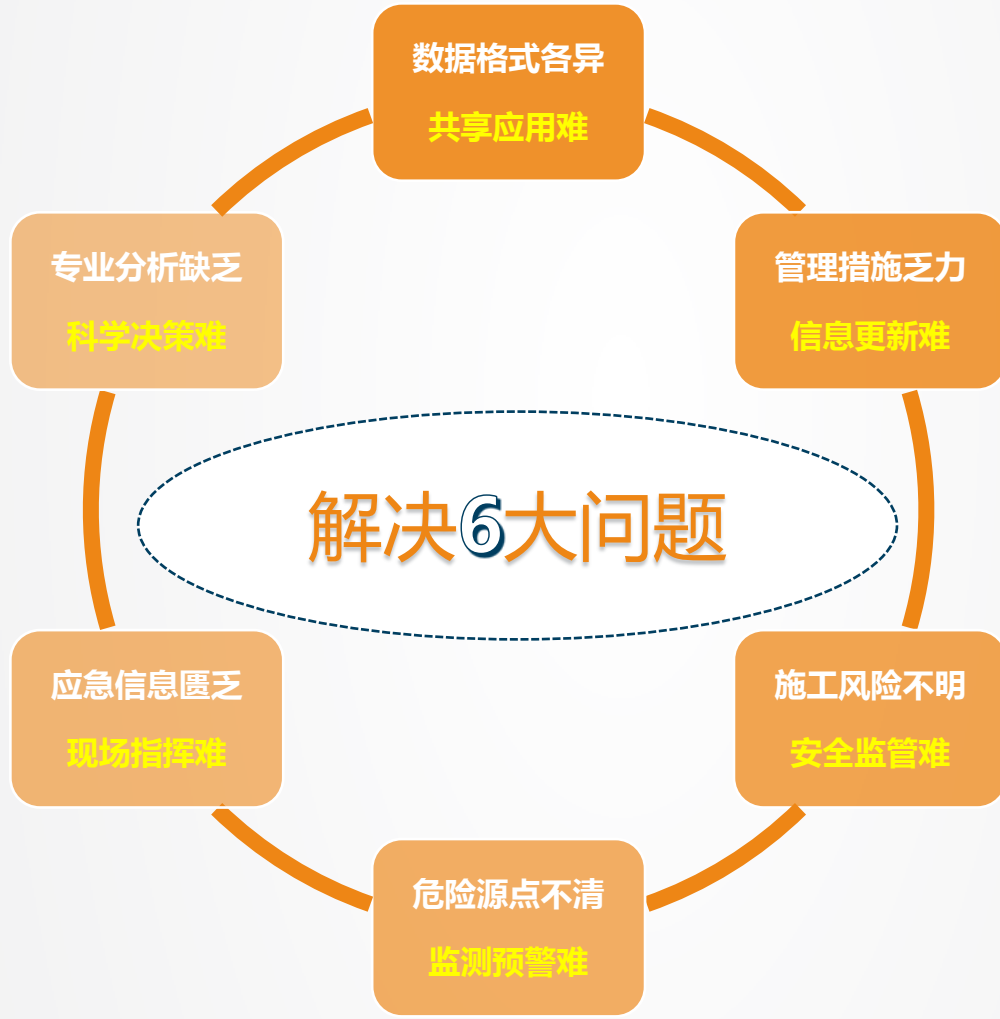 数据格式各异
共享应用难
专业分析缺乏
科学决策难
管理措施乏力
信息更新难
解决6大问题
应急信息匮乏
现场指挥难
施工风险不明
安全监管难
危险源点不清
监测预警难